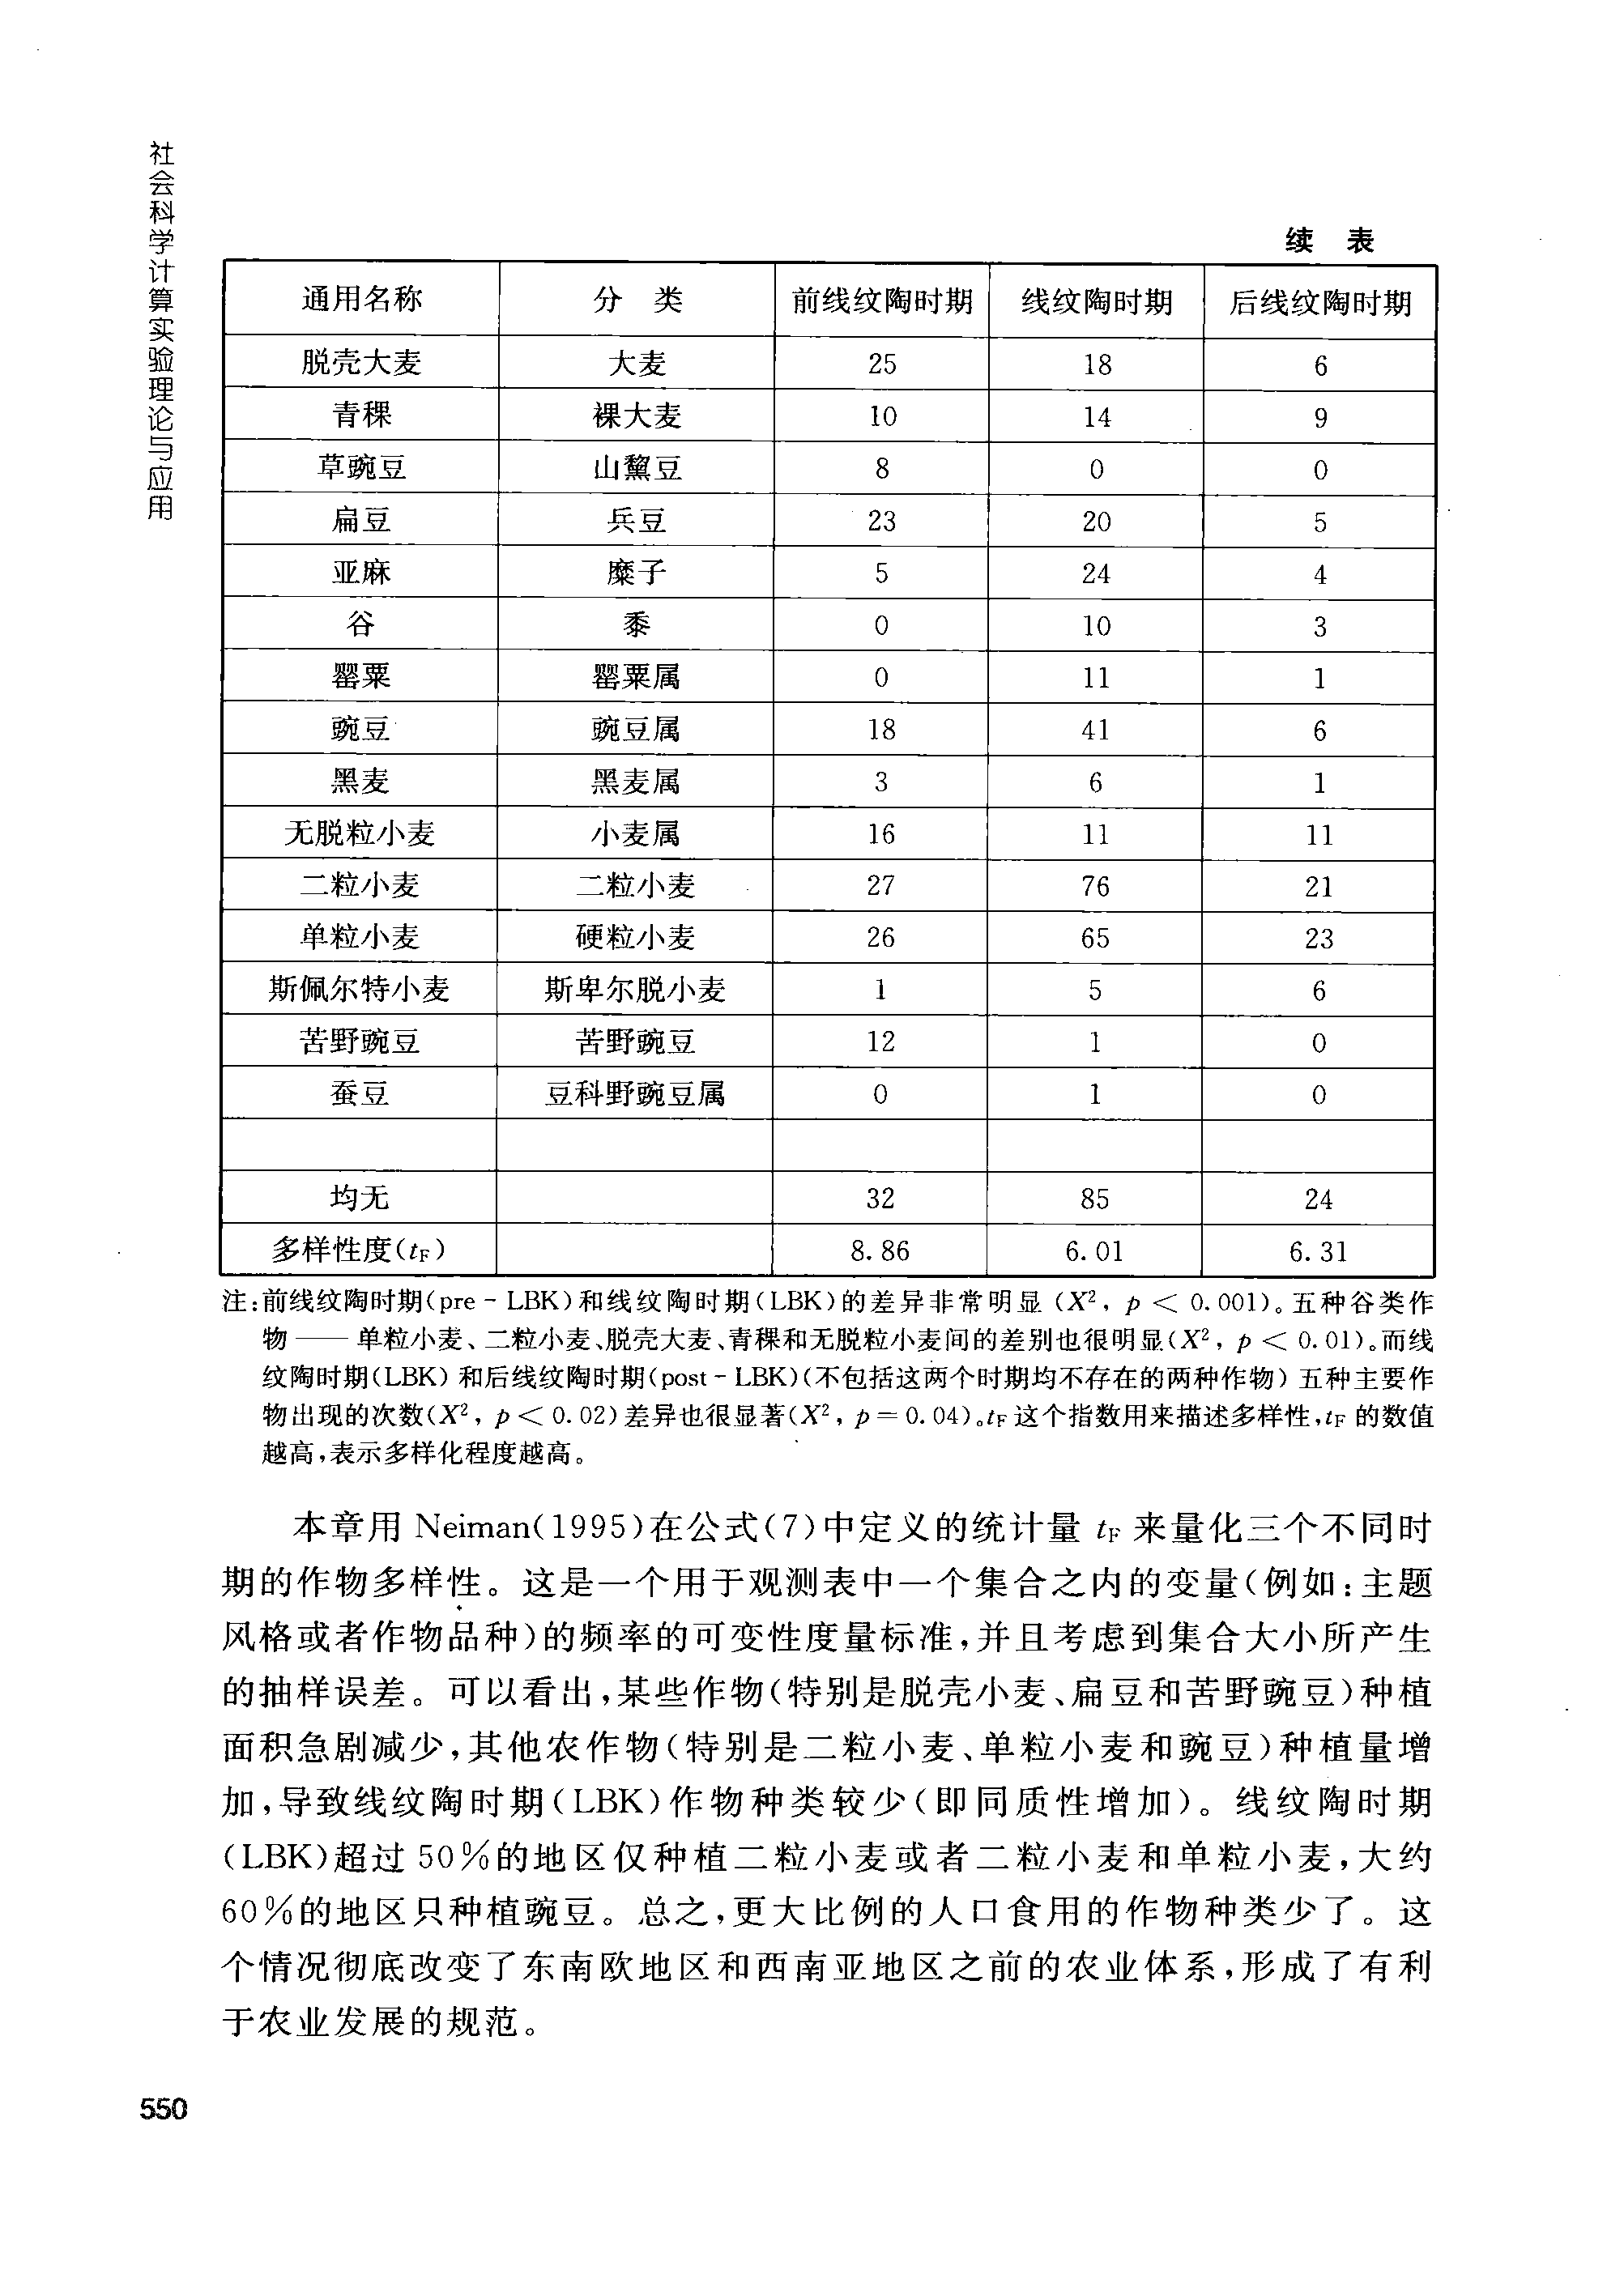 社会科学计算实验理论与应用
续 表
通用名称 分 类 前线纹陶时期 线纹陶时期 后线纹陶时期
脱壳大麦 大麦 25 18 6
青稞 裸大麦 10 14 9
草豌豆 山黧豆 8 0 0
扁豆 兵豆 23 20 5
亚麻 糜子 5 24 4
谷 黍 0 10 3
罂粟 罂粟属 0 11 1
豌豆 豌豆属 18 41 6
黑麦 黑麦属 3 6 1
无脱粒小麦 小麦属 16 11 11
二粒小麦 二粒小麦 27 76 21
单粒小麦 硬粒小麦 26 65 23
斯佩尔特小麦 斯卑尔脱小麦 1 5 6
苦野豌豆 苦野豌豆 12 1 0
蚕豆 豆科野豌豆属 0 1 0
均无 32 85 24
多样性度(tF) 8.86 6.01 6.31
注:前线纹陶时期(pre-LBK)和线纹陶时期(LBK)的差异非常明显(X², p < 0.001)。五种谷类作
物——单粒小麦、二粒小麦、脱壳大麦、青稞和无脱粒小麦间的差别也很明显(X², p < 0.01)。而线
纹陶时期(LBK)和后线纹陶时期(post-LBK)(不包括这两个时期均不存在的两种作物)五种主要作
物出现的次数(X², p < 0.02)差异也很显著(X², p = 0.04)。tF 这个指数用来描述多样性,tF 的数值
越高,表示多样化程度越高。
本章用 Neiman(1995)在公式(7)中定义的统计量 tF 来量化三个不同时
期的作物多样性。这是一个用于观测表中一个集合之内的变量(例如:主题
风格或者作物品种)的频率的可变性度量标准,并且考虑到集合大小所产生
的抽样误差。可以看出,某些作物(特别是脱壳小麦、扁豆和苦野豌豆)种植
面积急剧减少,其他农作物(特别是二粒小麦、单粒小麦和豌豆)种植量增
加,导致线纹陶时期(LBK)作物种类较少(即同质性增加)。线纹陶时期
(LBK)超过 50%的地区仅种植二粒小麦或者二粒小麦和单粒小麦,大约
60%的地区只种植豌豆。总之,更大比例的人口食用的作物种类少了。这
个情况彻底改变了东南欧地区和西南亚地区之前的农业体系,形成了有利
于农业发展的规范。
550